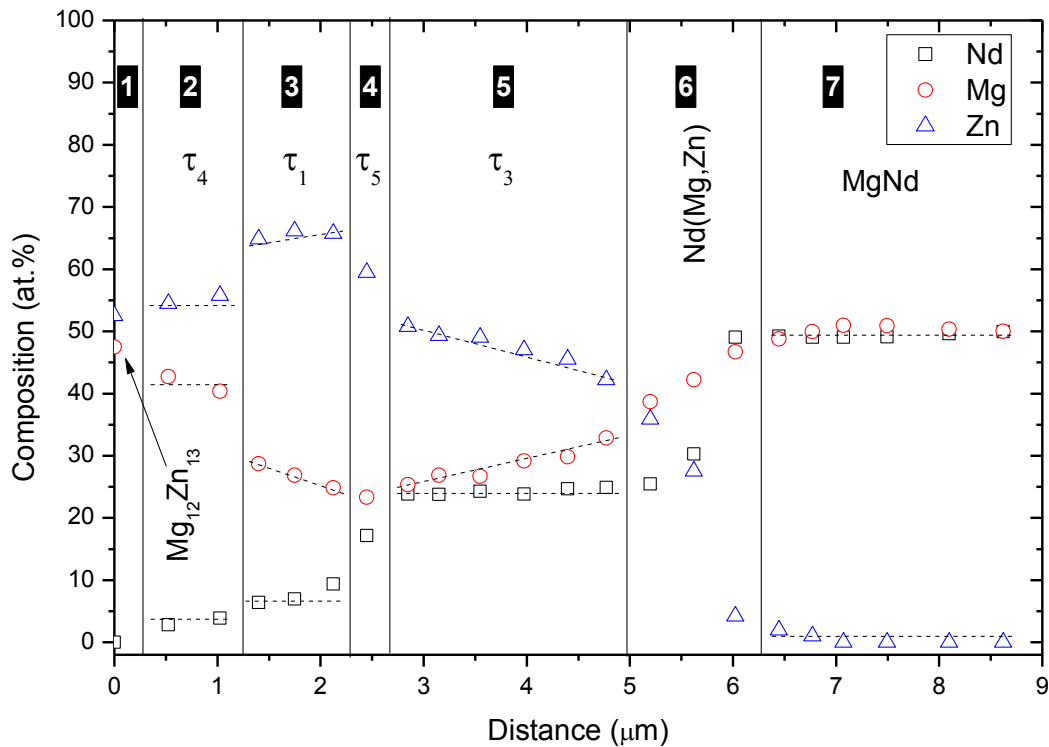 100
90
80
70
60
50
40
30
20
10
0
Composition (at.%)
1
2
3
4
5
6
7
τ4
τ1
τ5
τ3
Nd(Mg,Zn)
MgNd
Nd
Mg
Zn
Mg12Zn13
0
1
2
3
4
5
6
7
8
9
Distance (μm)